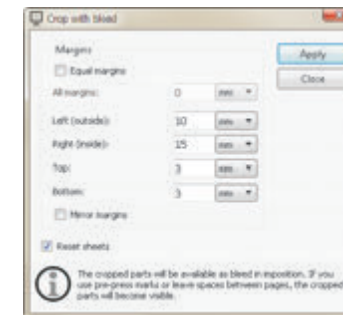 Crop with bleed
Margins
Equal margins
Apply
Close
All margins: 0 mm
Left (outside): 10 mm
Right (inside): 15 mm
Top: 3 mm
Bottom: 3 mm
Mirror margins
Reset sheets
The cropped parts will be available as bleed in imposition. If you
use pre-press marks or leave spaces between pages, the cropped
parts will become visible.